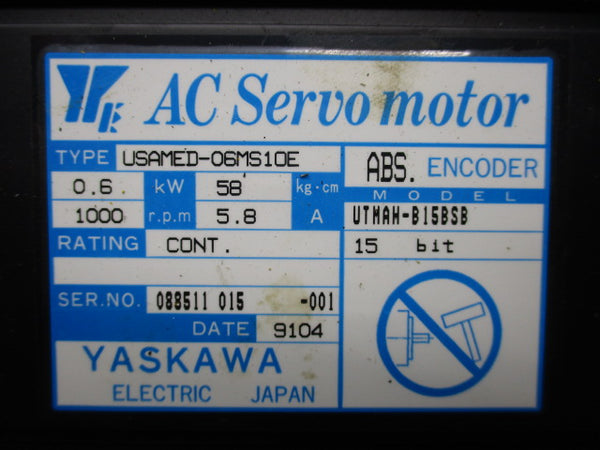 AC Servo motor
TYPE USAMED-06MS10E
0.6 kW 58 kg·cm
1000 r.p.m 5.8 A
RATING CONT.
SER.NO. 088511 015 -001
DATE 9104
YASKAWA
ELECTRIC JAPAN
ABS. ENCODER
MODEL
UTMAH-B15BSB
15 bit